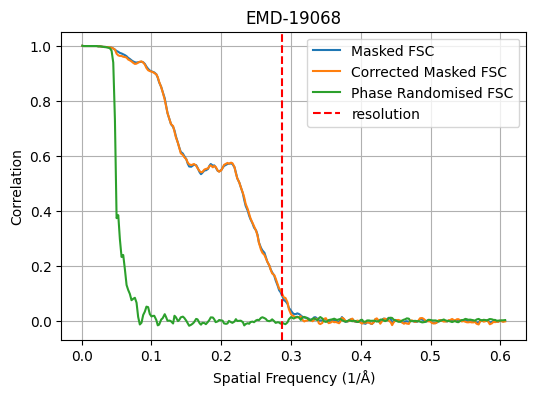 EMD-19068
Masked FSC
Corrected Masked FSC
Phase Randomised FSC
resolution
Correlation
1.0
0.8
0.6
0.4
0.2
0.0
0.0 0.1 0.2 0.3 0.4 0.5 0.6
Spatial Frequency (1/Å)